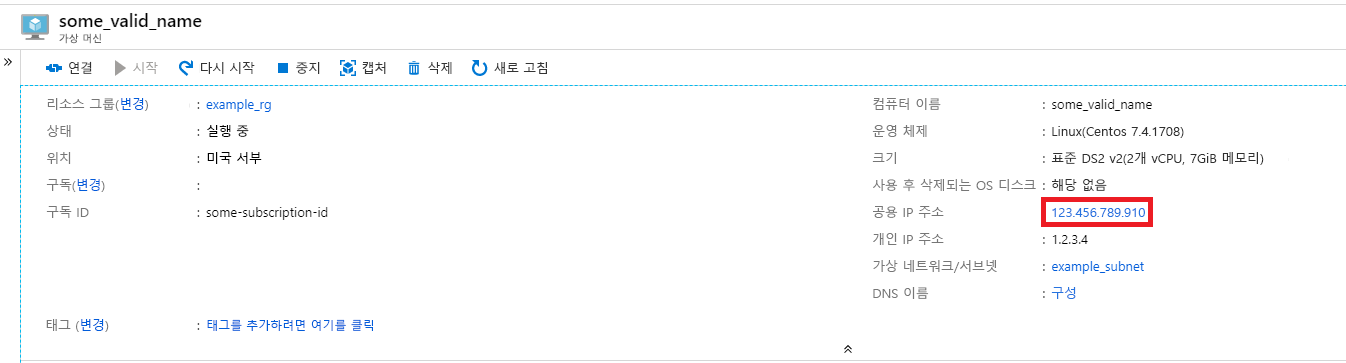 some_valid_name
가상 머신
» 연결 시작 다시 시작 중지 캡처 삭제 새로 고침
리소스 그룹(변경) : example_rg
상태 : 실행 중
위치 : 미국 서부
구독(변경) :
구독 ID : some-subscription-id
컴퓨터 이름 : some_valid_name
운영 체제 : Linux(Centos 7.4.1708)
크기 : 표준 DS2 v2(2개 vCPU, 7GiB 메모리)
사용 후 삭제되는 OS 디스크 : 해당 없음
공용 IP 주소 : 123.456.789.910
개인 IP 주소 : 1.2.3.4
가상 네트워크/서브넷 : example_subnet
DNS 이름 : 구성
태그 (변경) : 태그를 추가하려면 여기를 클릭